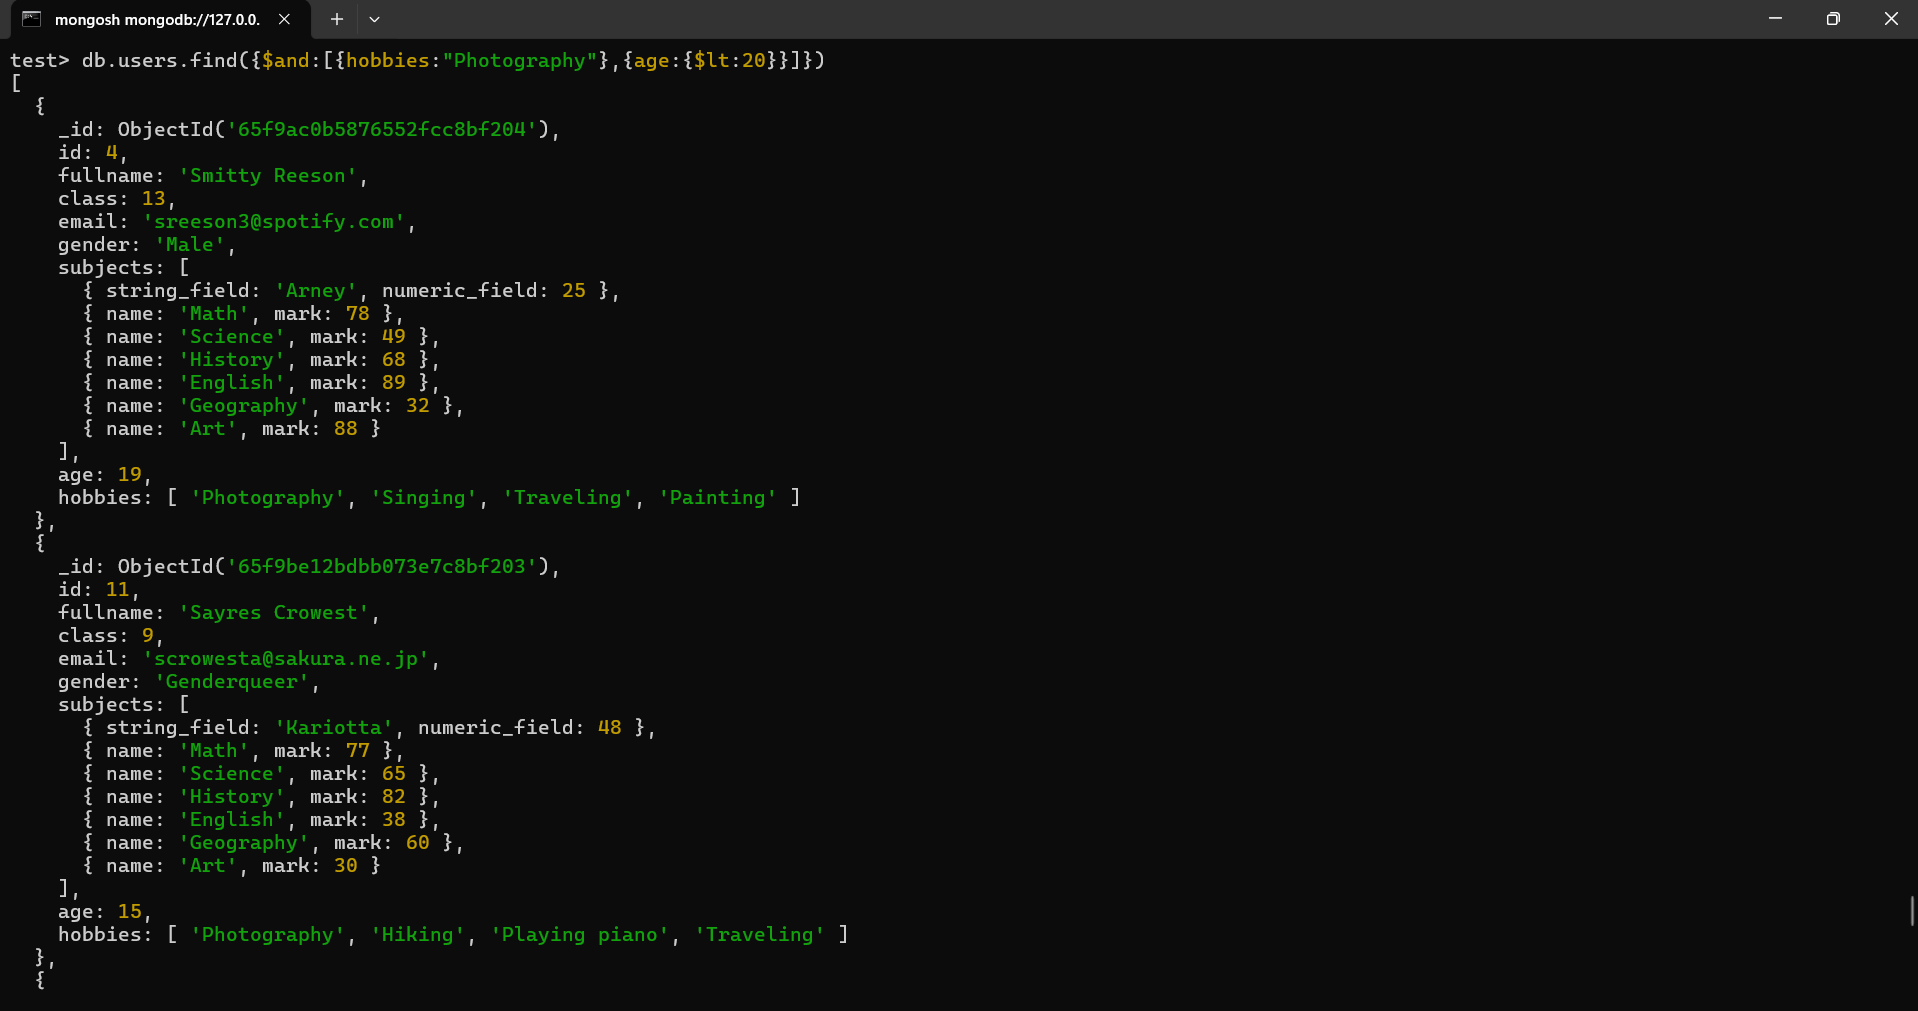 mongosh mongodb://127.0.0.
test> db.users.find({$and:[{hobbies:"Photography"},{age:{$lt:20}}]})
[
  {
    _id: ObjectId('65f9ac0b5876552fcc8bf204'),
    id: 4,
    fullname: 'Smitty Reeson',
    class: 13,
    email: 'sreeson3@spotify.com',
    gender: 'Male',
    subjects: [
      { string_field: 'Arney', numeric_field: 25 },
      { name: 'Math', mark: 78 },
      { name: 'Science', mark: 49 },
      { name: 'History', mark: 68 },
      { name: 'English', mark: 89 },
      { name: 'Geography', mark: 32 },
      { name: 'Art', mark: 88 }
    ],
    age: 19,
    hobbies: [ 'Photography', 'Singing', 'Traveling', 'Painting' ]
  },
  {
    _id: ObjectId('65f9be12bdbb073e7c8bf203'),
    id: 11,
    fullname: 'Sayres Crowest',
    class: 9,
    email: 'scrowesta@sakura.ne.jp',
    gender: 'Genderqueer',
    subjects: [
      { string_field: 'Kariotta', numeric_field: 48 },
      { name: 'Math', mark: 77 },
      { name: 'Science', mark: 65 },
      { name: 'History', mark: 82 },
      { name: 'English', mark: 38 },
      { name: 'Geography', mark: 60 },
      { name: 'Art', mark: 30 }
    ],
    age: 15,
    hobbies: [ 'Photography', 'Hiking', 'Playing piano', 'Traveling' ]
  },
  {